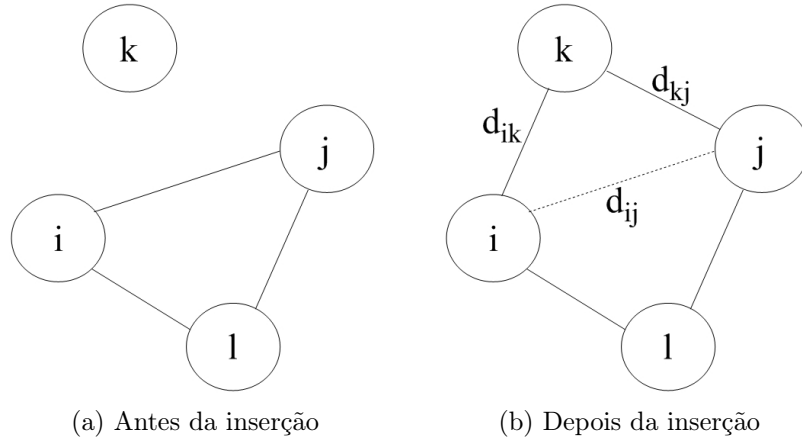 k
j
i
l
k
d_kj
d_ik
j
d_ij
i
l
(a) Antes da inserção
(b) Depois da inserção